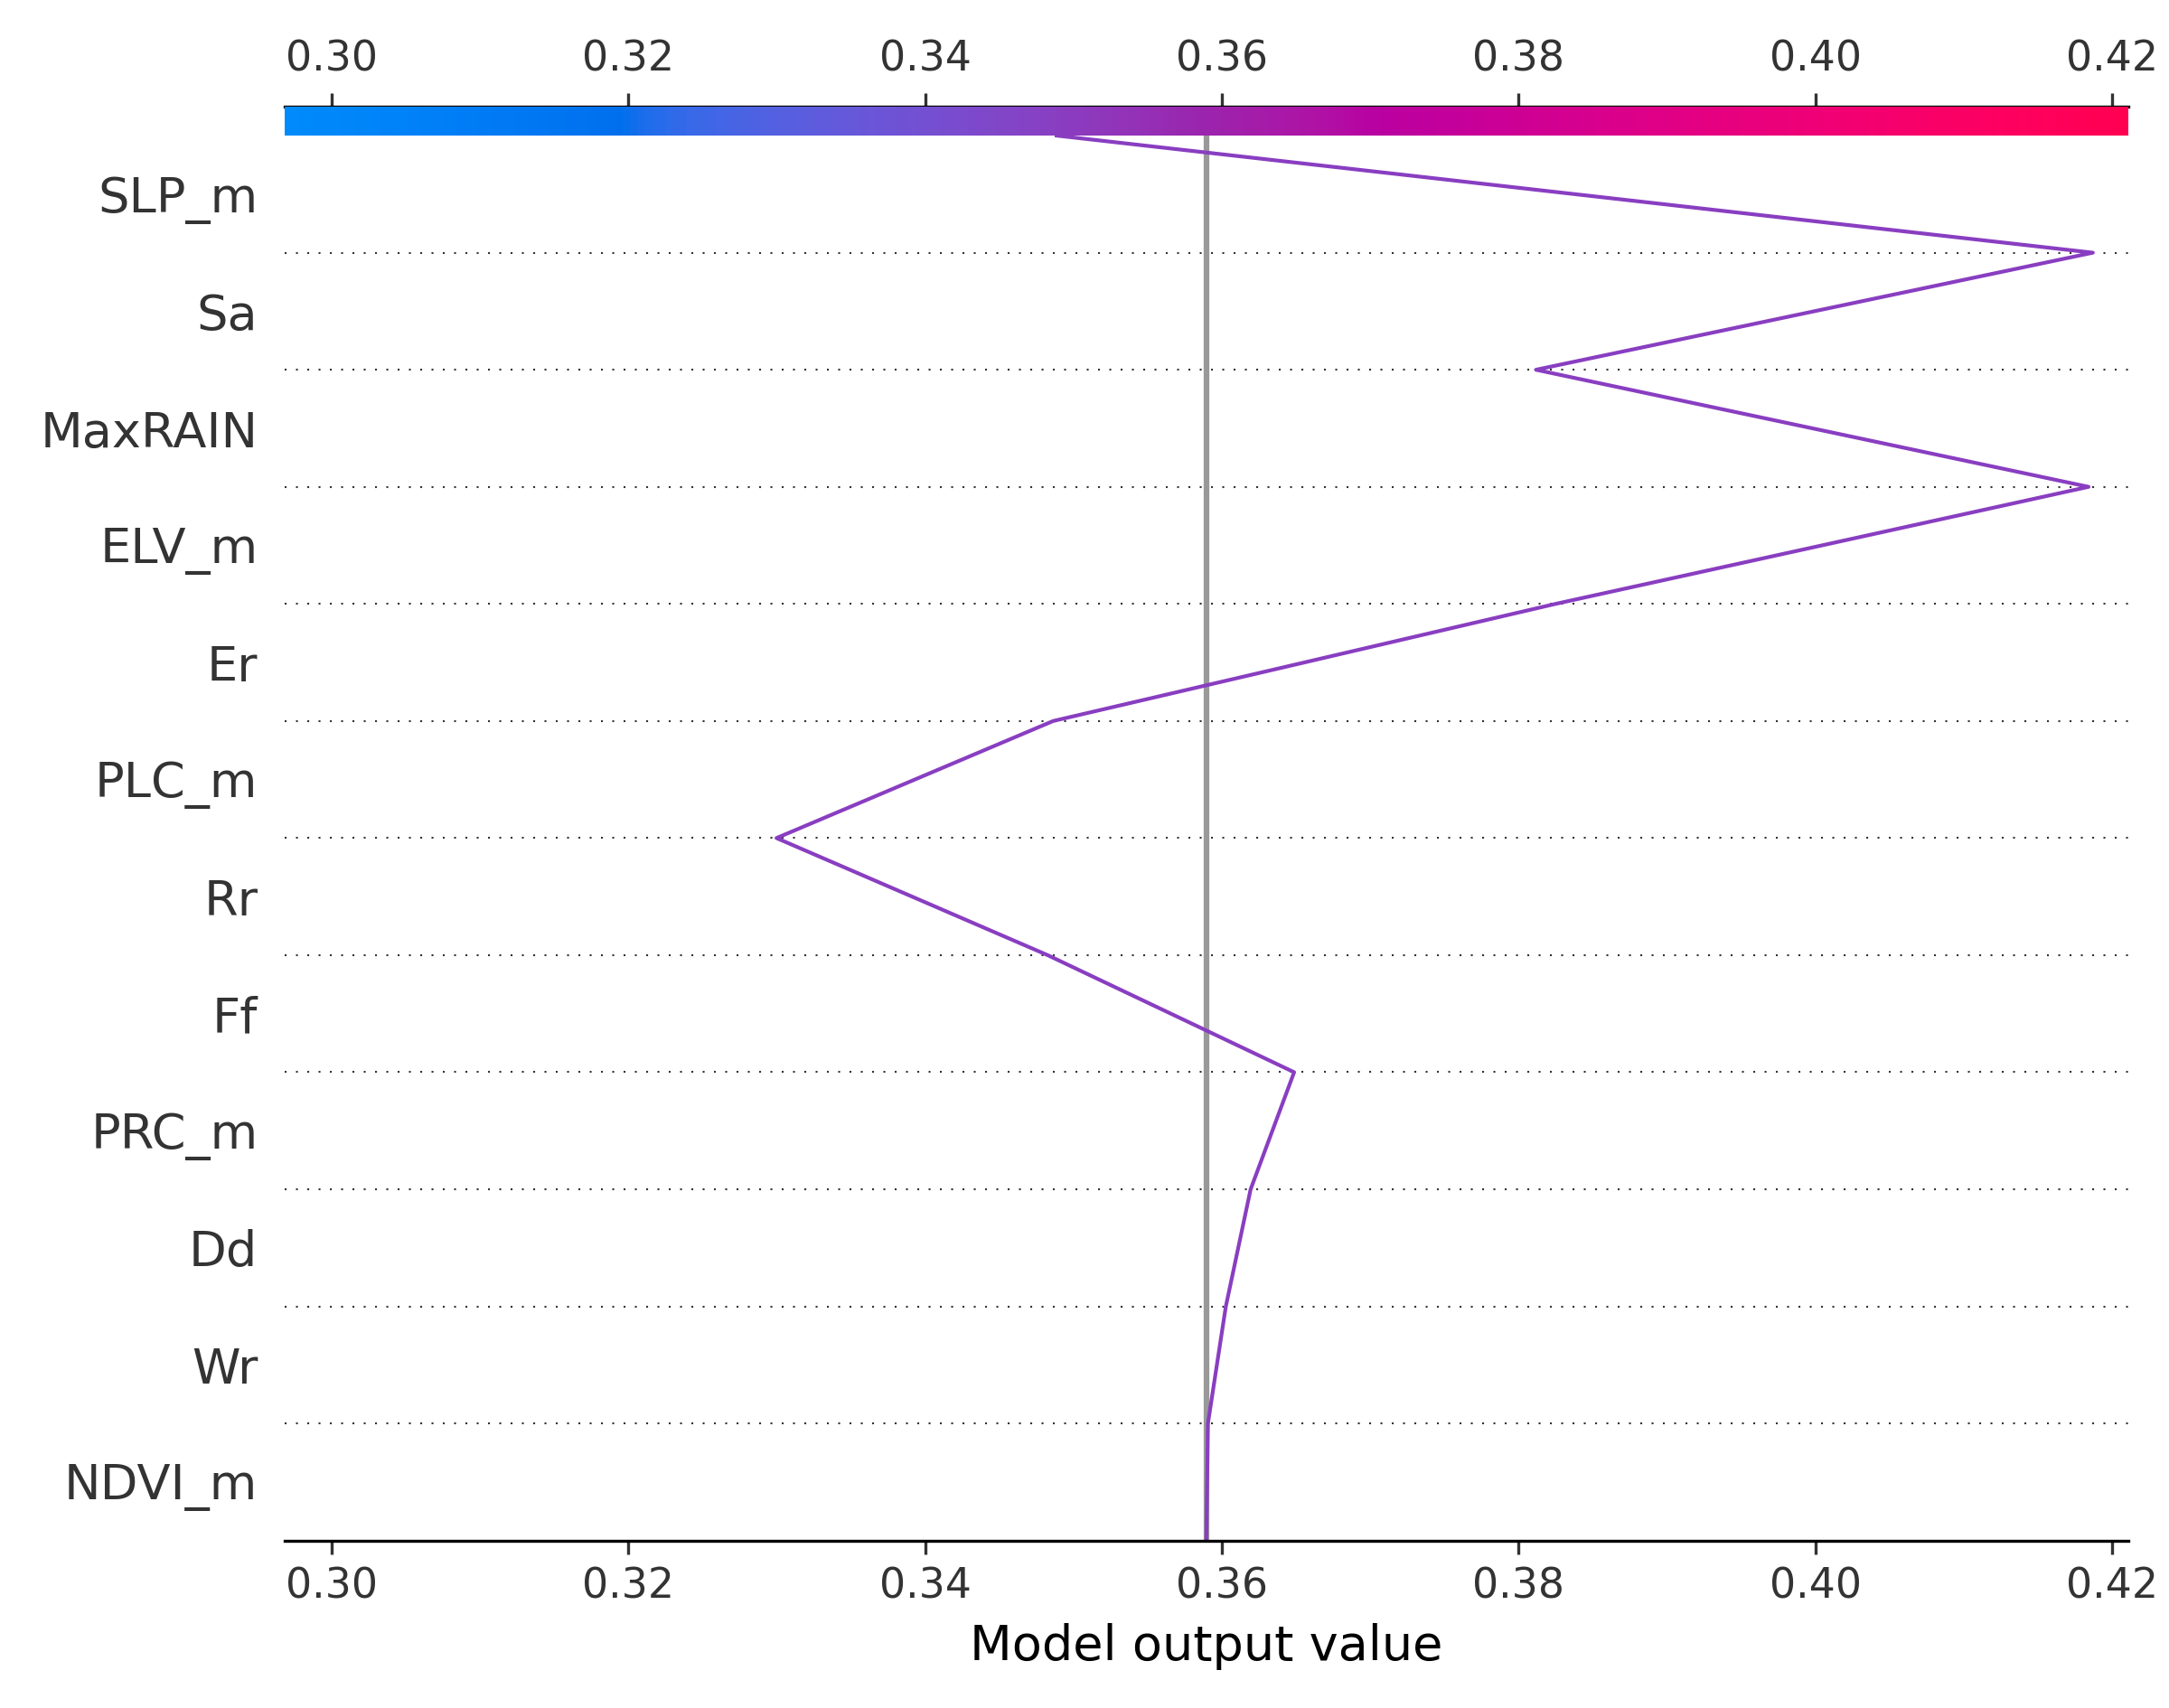 0.30 0.32 0.34 0.36 0.38 0.40 0.42
SLP_m
Sa
MaxRAIN
ELV_m
Er
PLC_m
Rr
Ff
PRC_m
Dd
Wr
NDVI_m
0.30 0.32 0.34 0.36 0.38 0.40 0.42
Model output value